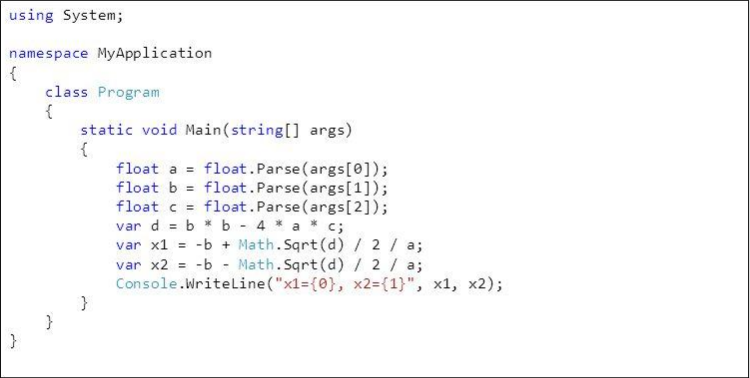 using System;

namespace MyApplication
{
    class Program
    {
        static void Main(string[] args)
        {
            float a = float.Parse(args[0]);
            float b = float.Parse(args[1]);
            float c = float.Parse(args[2]);
            var d = b * b - 4 * a * c;
            var x1 = -b + Math.Sqrt(d) / 2 / a;
            var x2 = -b - Math.Sqrt(d) / 2 / a;
            Console.WriteLine("x1={0}, x2={1}", x1, x2);
        }
    }
}